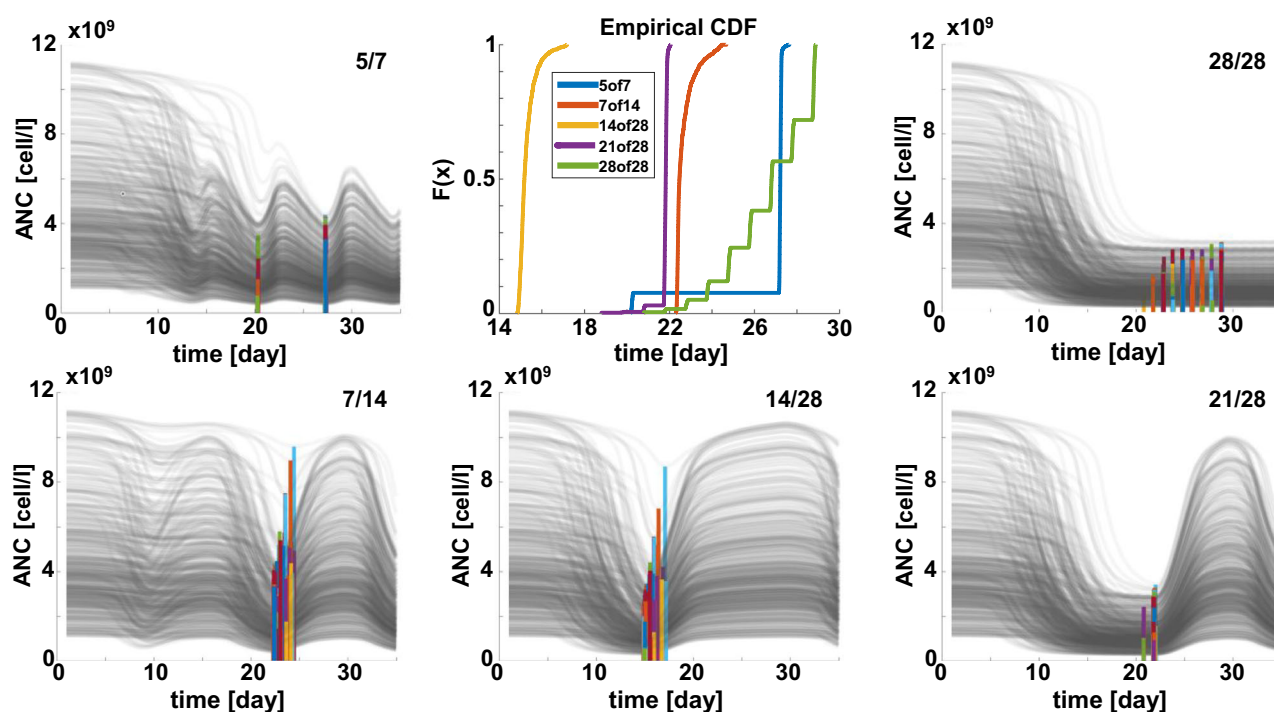 x10⁹
12
8
4
0
ANC [cell/l]
5/7
0
10
20
30
time [day]
Empirical CDF
1
0.5
0
F(x)
5of7
7of14
14of28
21of28
28of28
14
18
22
26
30
time [day]
x10⁹
12
8
4
0
ANC [cell/l]
28/28
0
10
20
30
time [day]
x10⁹
12
8
4
0
ANC [cell/l]
7/14
0
10
20
30
time [day]
x10⁹
12
8
4
0
ANC [cell/l]
14/28
0
10
20
30
time [day]
x10⁹
12
8
4
0
ANC [cell/l]
21/28
0
10
20
30
time [day]